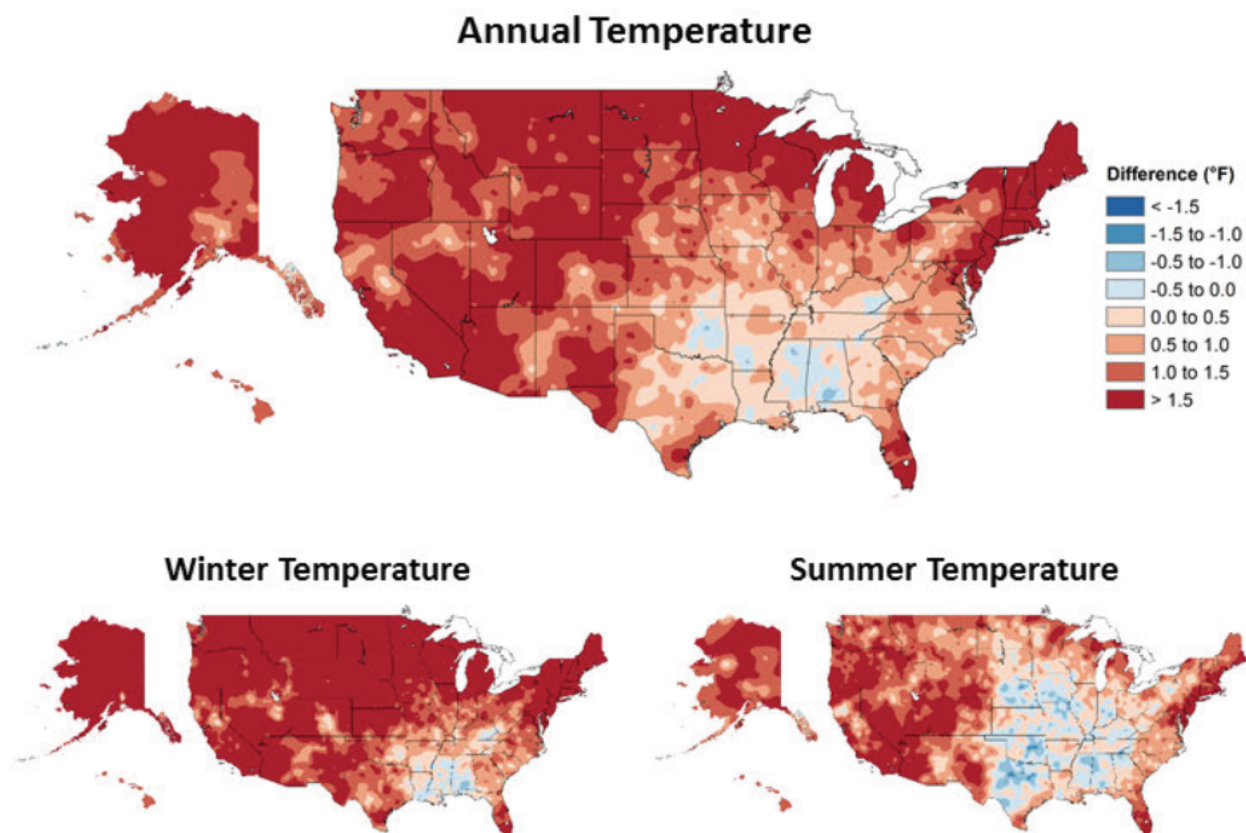 Annual Temperature
Difference (°F)
< -1.5
-1.5 to -1.0
-0.5 to -1.0
-0.5 to 0.0
0.0 to 0.5
0.5 to 1.0
1.0 to 1.5
> 1.5
Winter Temperature
Summer Temperature